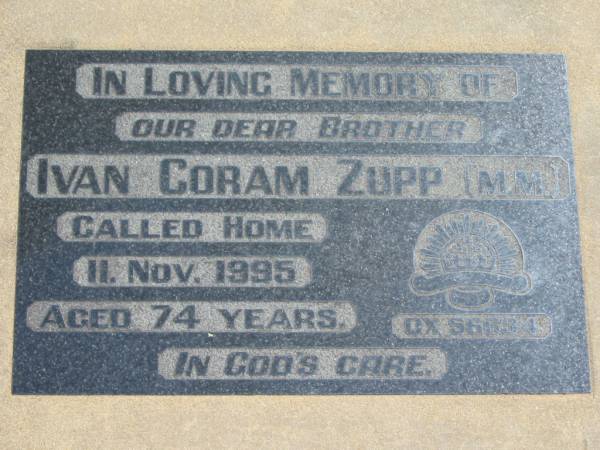 In Loving Memory of
our dear Brother
Ivan Coram Zupp (M.M.)
Called Home
11. Nov. 1995
Aged 74 years.
In God's care.